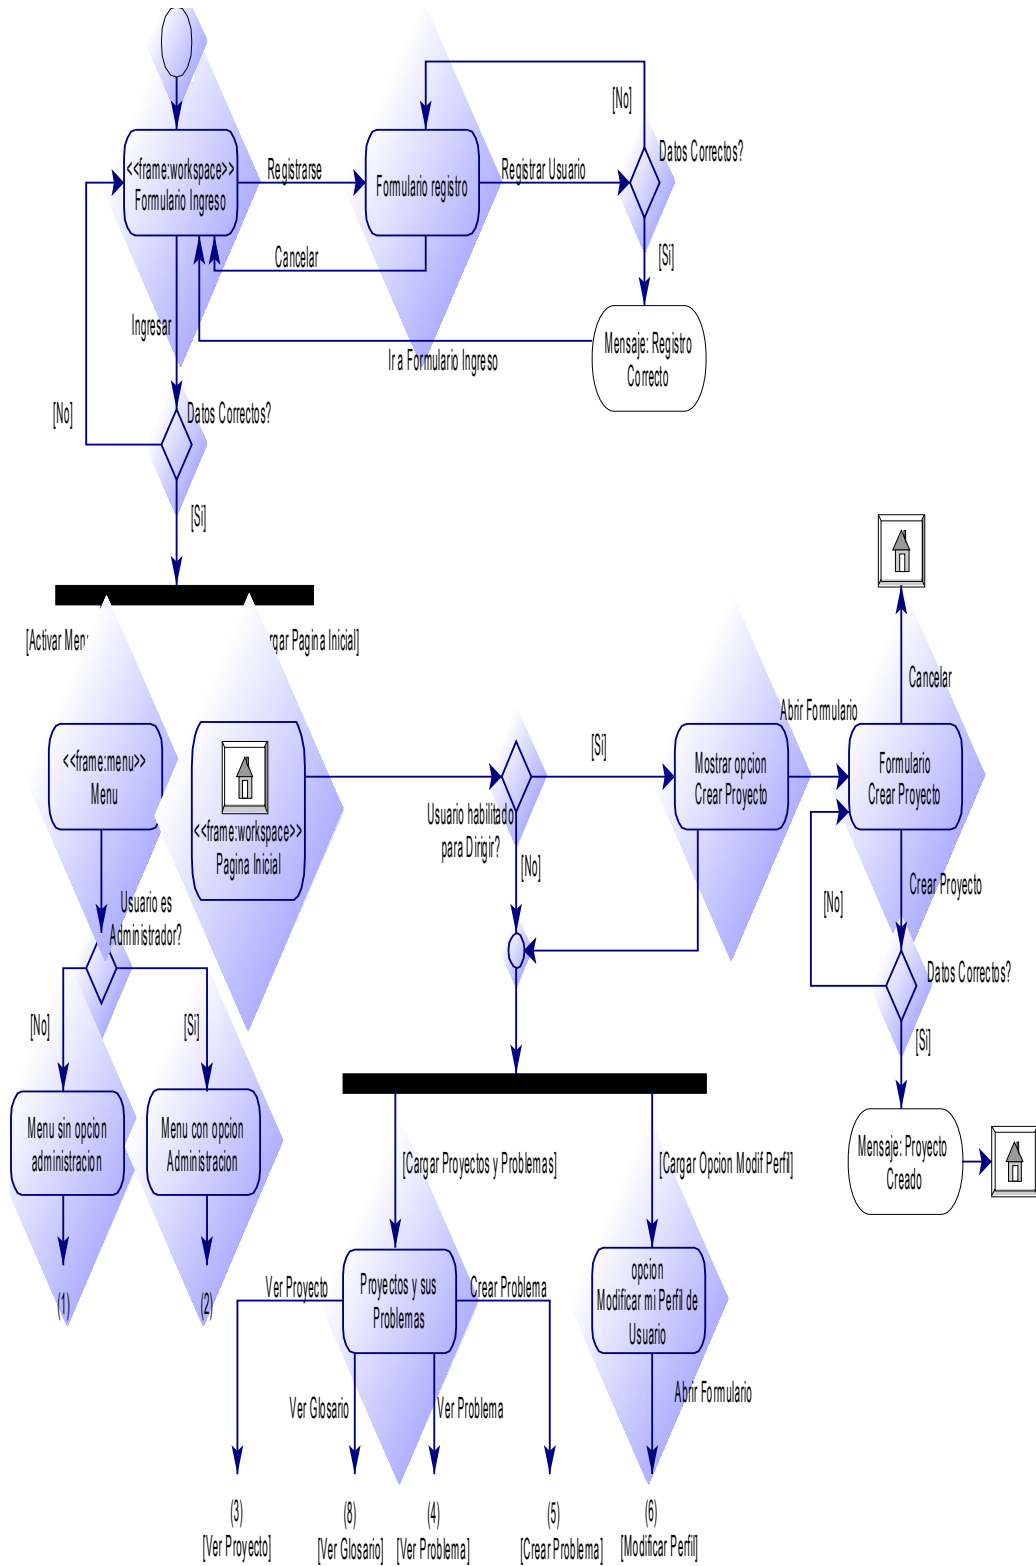 [No]
Datos Correctos?
<<frame:workspace>>
Formulario Ingreso
Registrarse
Formulario registro
Registrar Usuario
Cancelar
[Si]
Ingresar
Ir a Formulario Ingreso
Mensaje: Registro
Correcto
[No]
Datos Correctos?
[Si]
[Activar Men
rgar Pagina Inicial]
Cancelar
<<frame:menu>>
Menu
<<frame:workspace>>
Pagina Inicial
[Si]
Usuario habilitado
para Dirigir?
[No]
Mostrar opcion
Crear Proyecto
Abrir Formulario
Formulario
Crear Proyecto
Crear Proyecto
[No]
Datos Correctos?
[Si]
Usuario es
Administrador?
[No]
[Si]
Menu sin opcion
administracion
Menu con opcion
Administracion
(1)
(2)
[Cargar Proyectos y Problemas]
[Cargar Opcion Modif Perfil]
Mensaje: Proyecto
Creado
Ver Proyecto
Proyectos y sus
Problemas
Crear Problema
opcion
Modificar mi Perfil de
Usuario
Ver Glosario
Ver Problema
Abrir Formulario
(3)
[Ver Proyecto]
(8)
[Ver Glosario]
(4)
[Ver Problema]
(5)
[Crear Problema]
(6)
[Modificar Perfil]